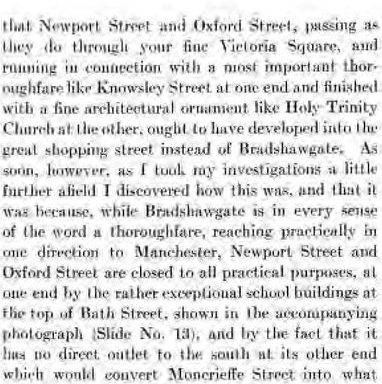 that Newport Street and Oxford Street, passing as
they do through your fine Victoria Square, and
running in connection with a most important thor-
oughfare like Knowsley Street at one end and finished
with a fine architectural ornament like Holy Trinity
Church at the other, ought to have developed into the
great shopping street instead of Bradshawgate. As
soon, however, as I took my investigations a little
further afield I discovered how this was, and that it
was because, while Bradshawgate is in every sense
of the word a thoroughfare, reaching practically in
one direction to Manchester, Newport Street and
Oxford Street are closed to all practical purposes, at
one end by the rather exceptional school buildings at
the top of Bath Street, shown in the accompanying
photograph (Slide No. 13), and by the fact that it
has no direct outlet to the south at its other end
which would convert Moncrieffe Street into what